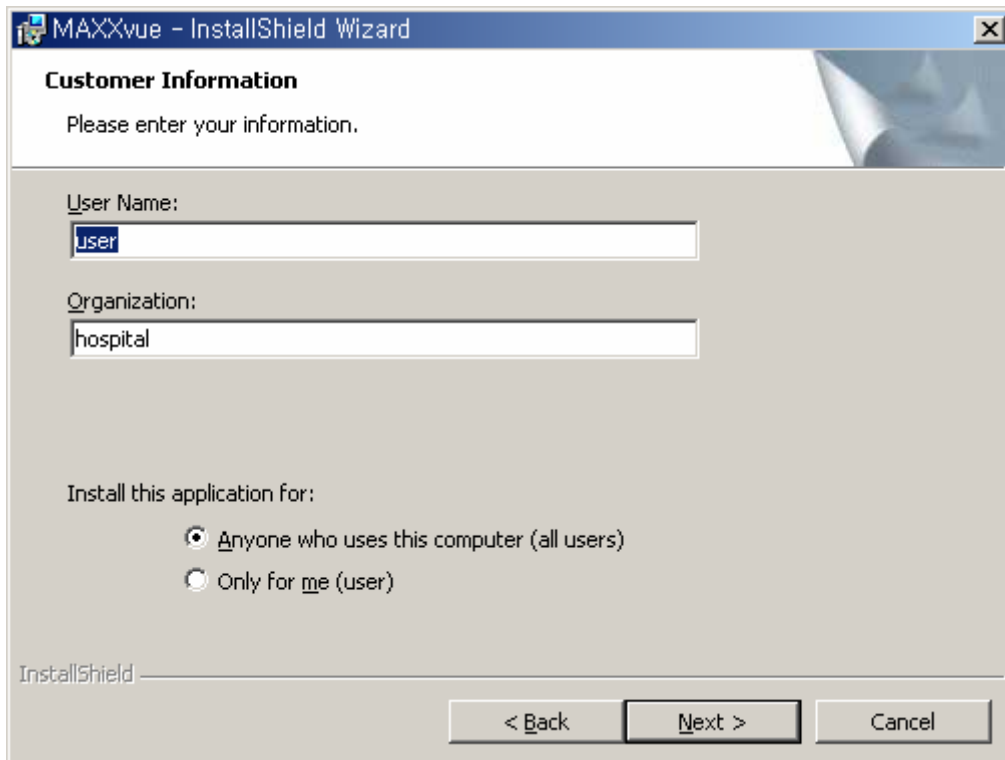 MAXXvue - InstallShield Wizard
Customer Information
Please enter your information.
User Name:
user
Organization:
hospital
Install this application for:
Anyone who uses this computer (all users)
Only for me (user)
InstallShield
< Back
Next >
Cancel